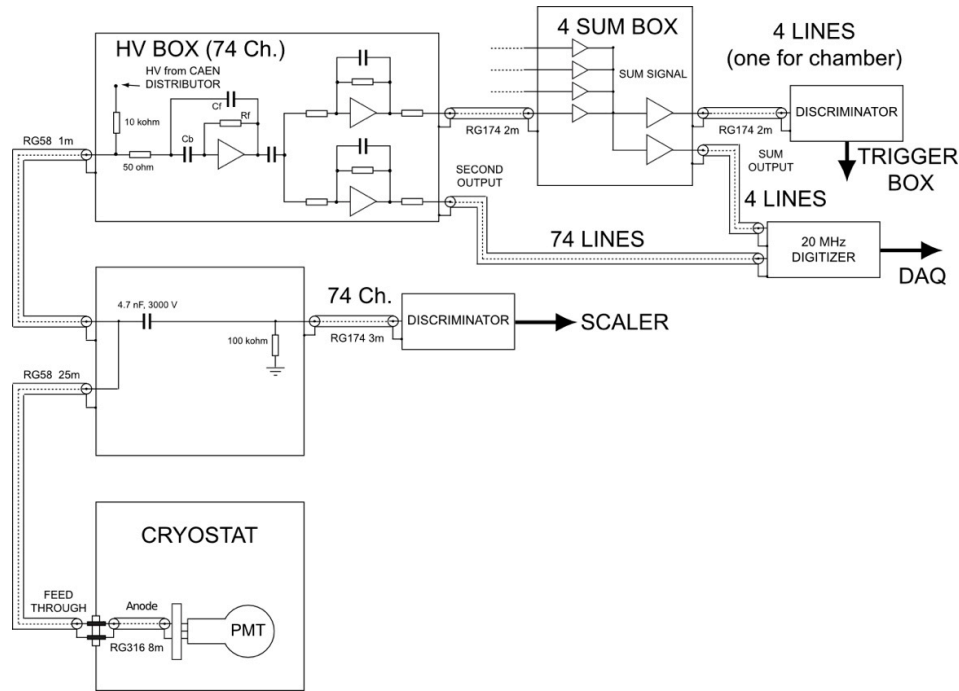 HV BOX (74 Ch.)
HV from CAEN
DISTRIBUTOR
10 kohm
Cf
Rf
Cb
50 ohm
RG58 1m
RG174 2m
SECOND
OUTPUT
4 SUM BOX
SUM SIGNAL
4 LINES
(one for chamber)
DISCRIMINATOR
RG174 2m
TRIGGER
BOX
SUM
OUTPUT
4 LINES
74 LINES
20 MHz
DIGITIZER
DAQ
4.7 nF, 3000 V
100 kohm
74 Ch.
RG174 3m
DISCRIMINATOR
SCALER
RG58 25m
CRYOSTAT
FEED
THROUGH
Anode
RG316 8m
PMT